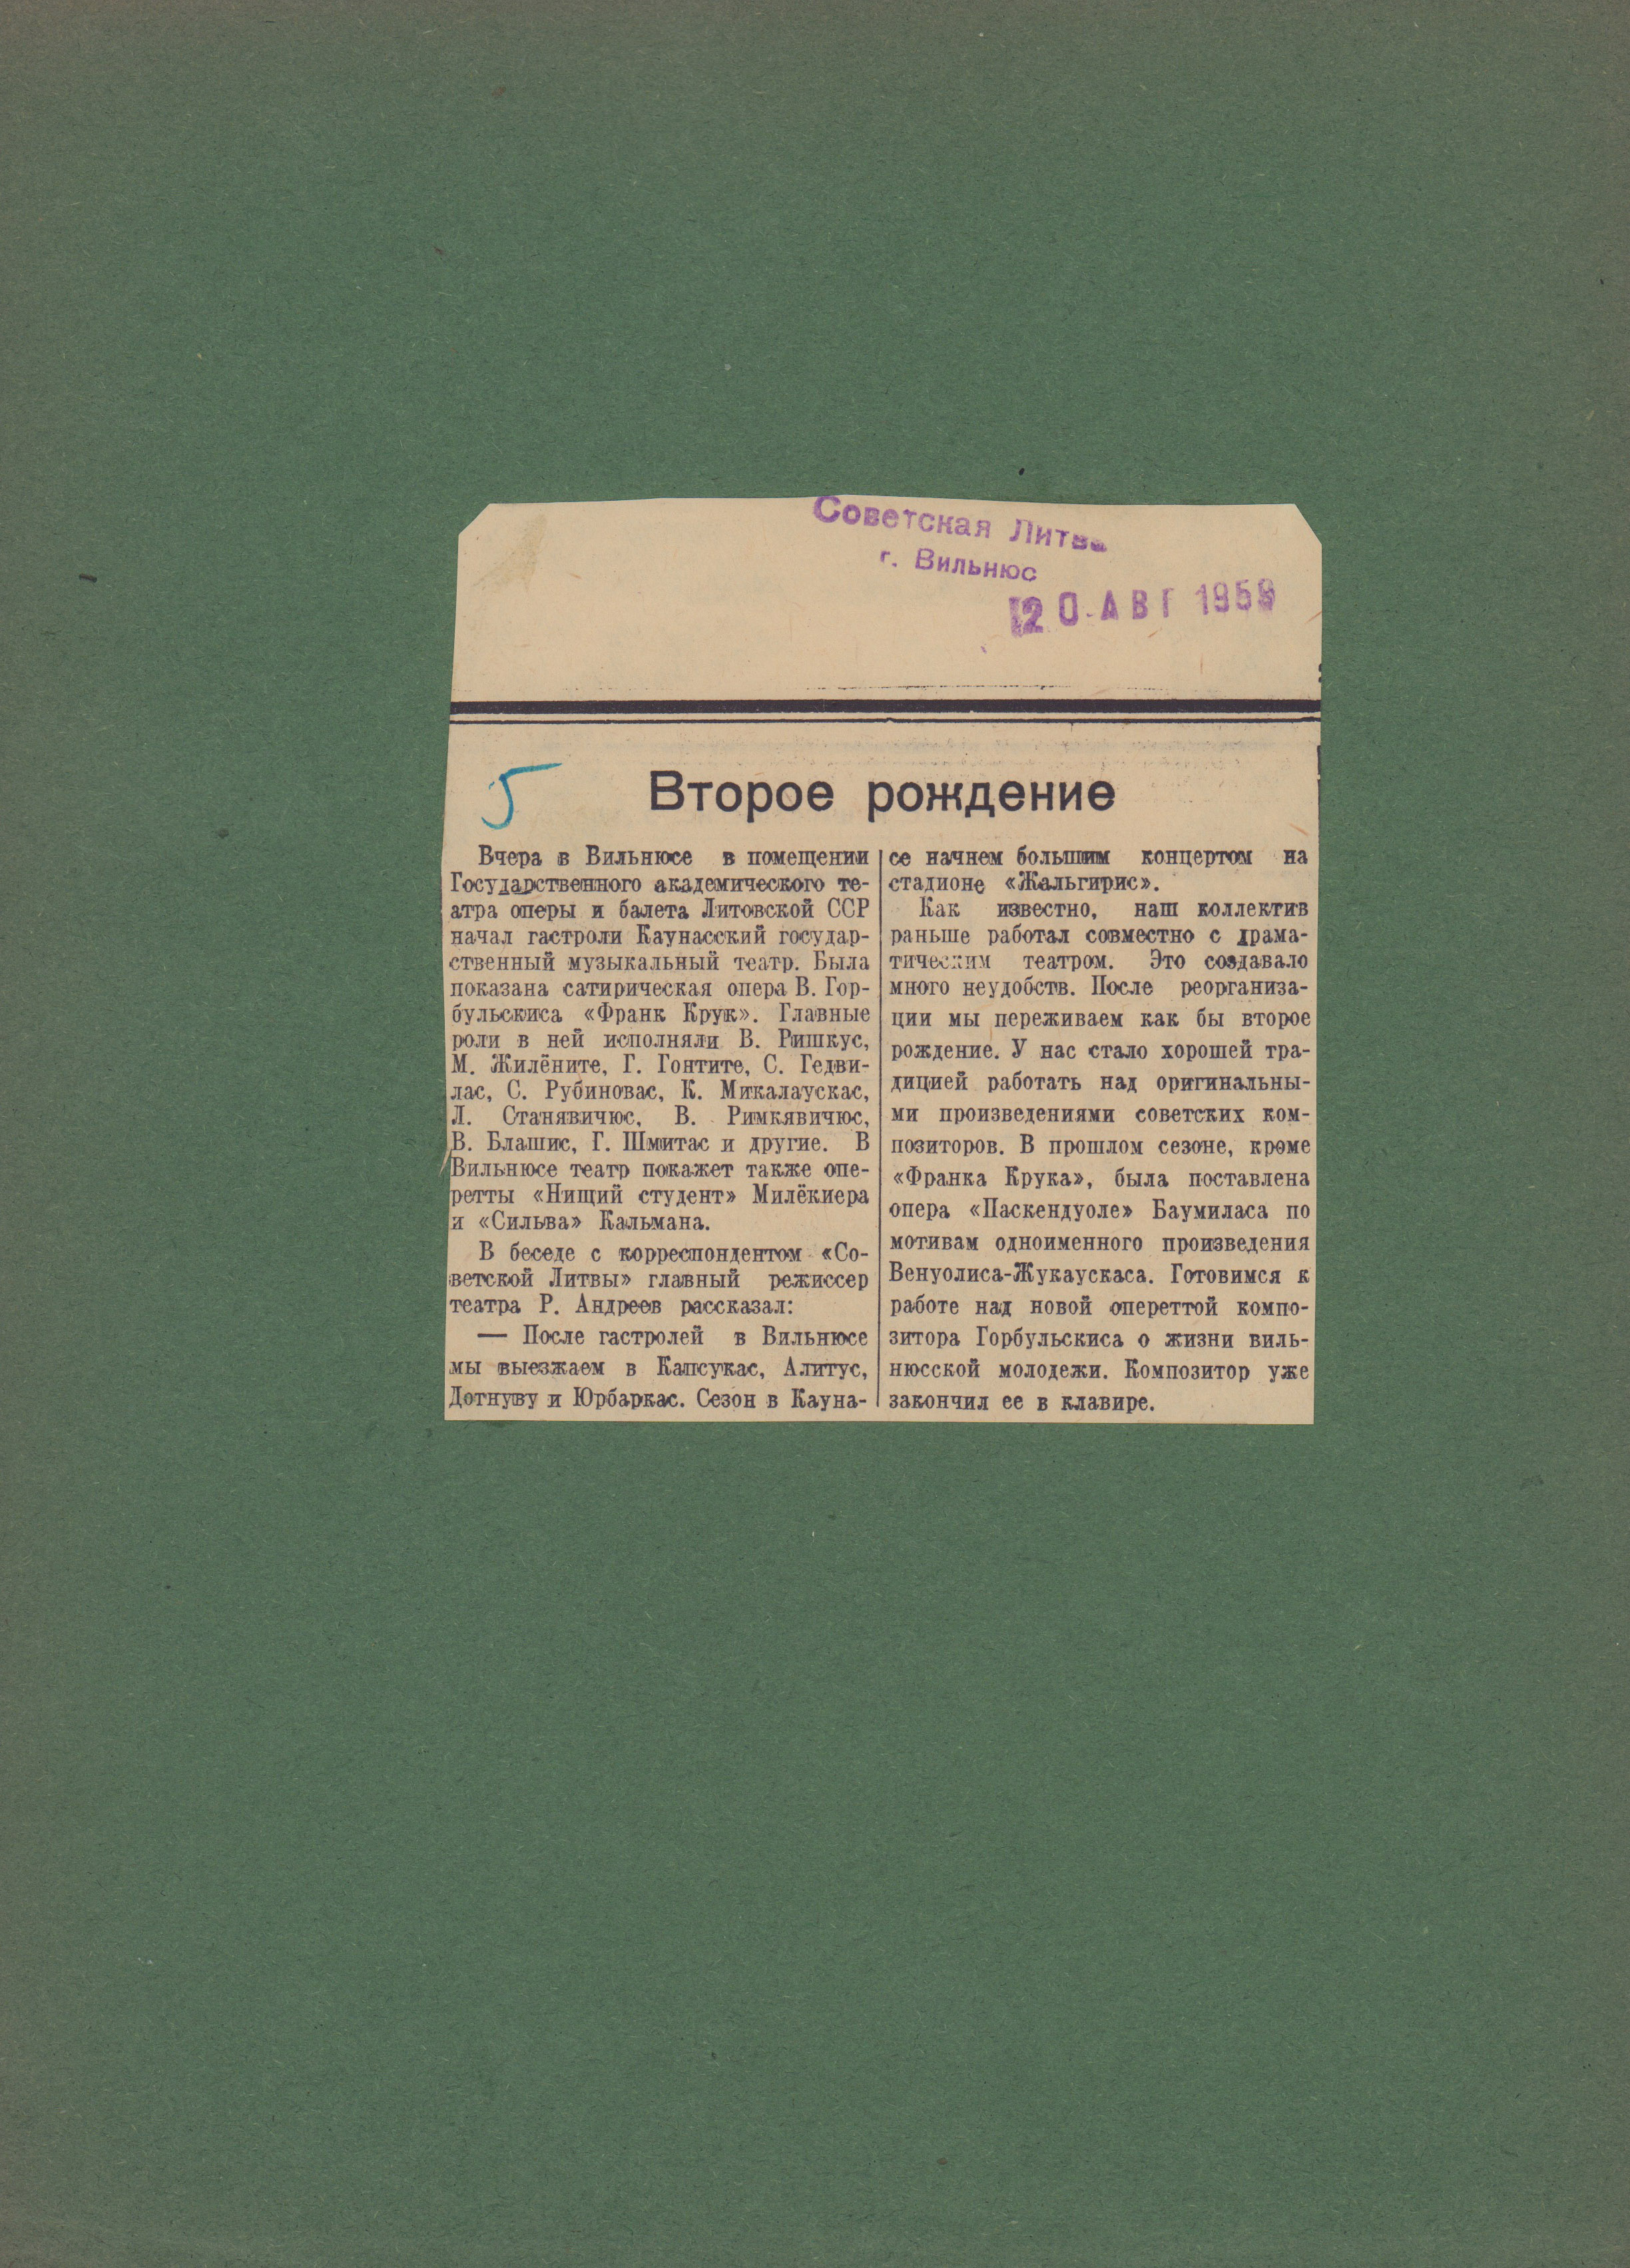 Советская Литва
г. Вильнюс
20 АВГ 1959
5
Второе рождение
Вчера в Вильнюсе в помещении
Государственного академического те-
атра оперы и балета Литовской ССР
начал гастроли Каунасский государ-
ственный музыкальный театр. Была
показана сатирическая опера В. Гор-
бульскиса «Франк Крук». Главные
роли в ней исполняли В. Ришкус,
М. Жилёните, Г. Гонтите, С. Гедви-
лас, С. Рубиновас, К. Микалаускас,
Л. Станявичюс, В. Римкявичюс,
В. Блашис, Г. Шмитас и другие. В
Вильнюсе театр покажет также опе-
ретты «Нищий студент» Милёкиера
и «Сильва» Кальмана.
В беседе с корреспондентом «Со-
ветской Литвы» главный режиссер
театра Р. Андреев рассказал:
— После гастролей в Вильнюсе
мы выезжаем в Капсукас, Алитус,
Дотнуву и Юрбаркас. Сезон в Кауна-
се начнем большим концертом на
стадионе «Жальгирис».
Как известно, наш коллектив
раньше работал совместно с драма-
тическим театром. Это создавало
много неудобств. После реорганиза-
ции мы переживаем как бы второе
рождение. У нас стало хорошей тра-
дицией работать над оригинальны-
ми произведениями советских ком-
позиторов. В прошлом сезоне, кроме
«Франка Крука», была поставлена
опера «Паскендуоле» Баумиласа по
мотивам одноименного произведения
Венуолиса-Жукаускаса. Готовимся к
работе над новой опереттой компо-
зитора Горбульскиса о жизни виль-
нюсской молодежи. Композитор уже
закончил ее в клавире.